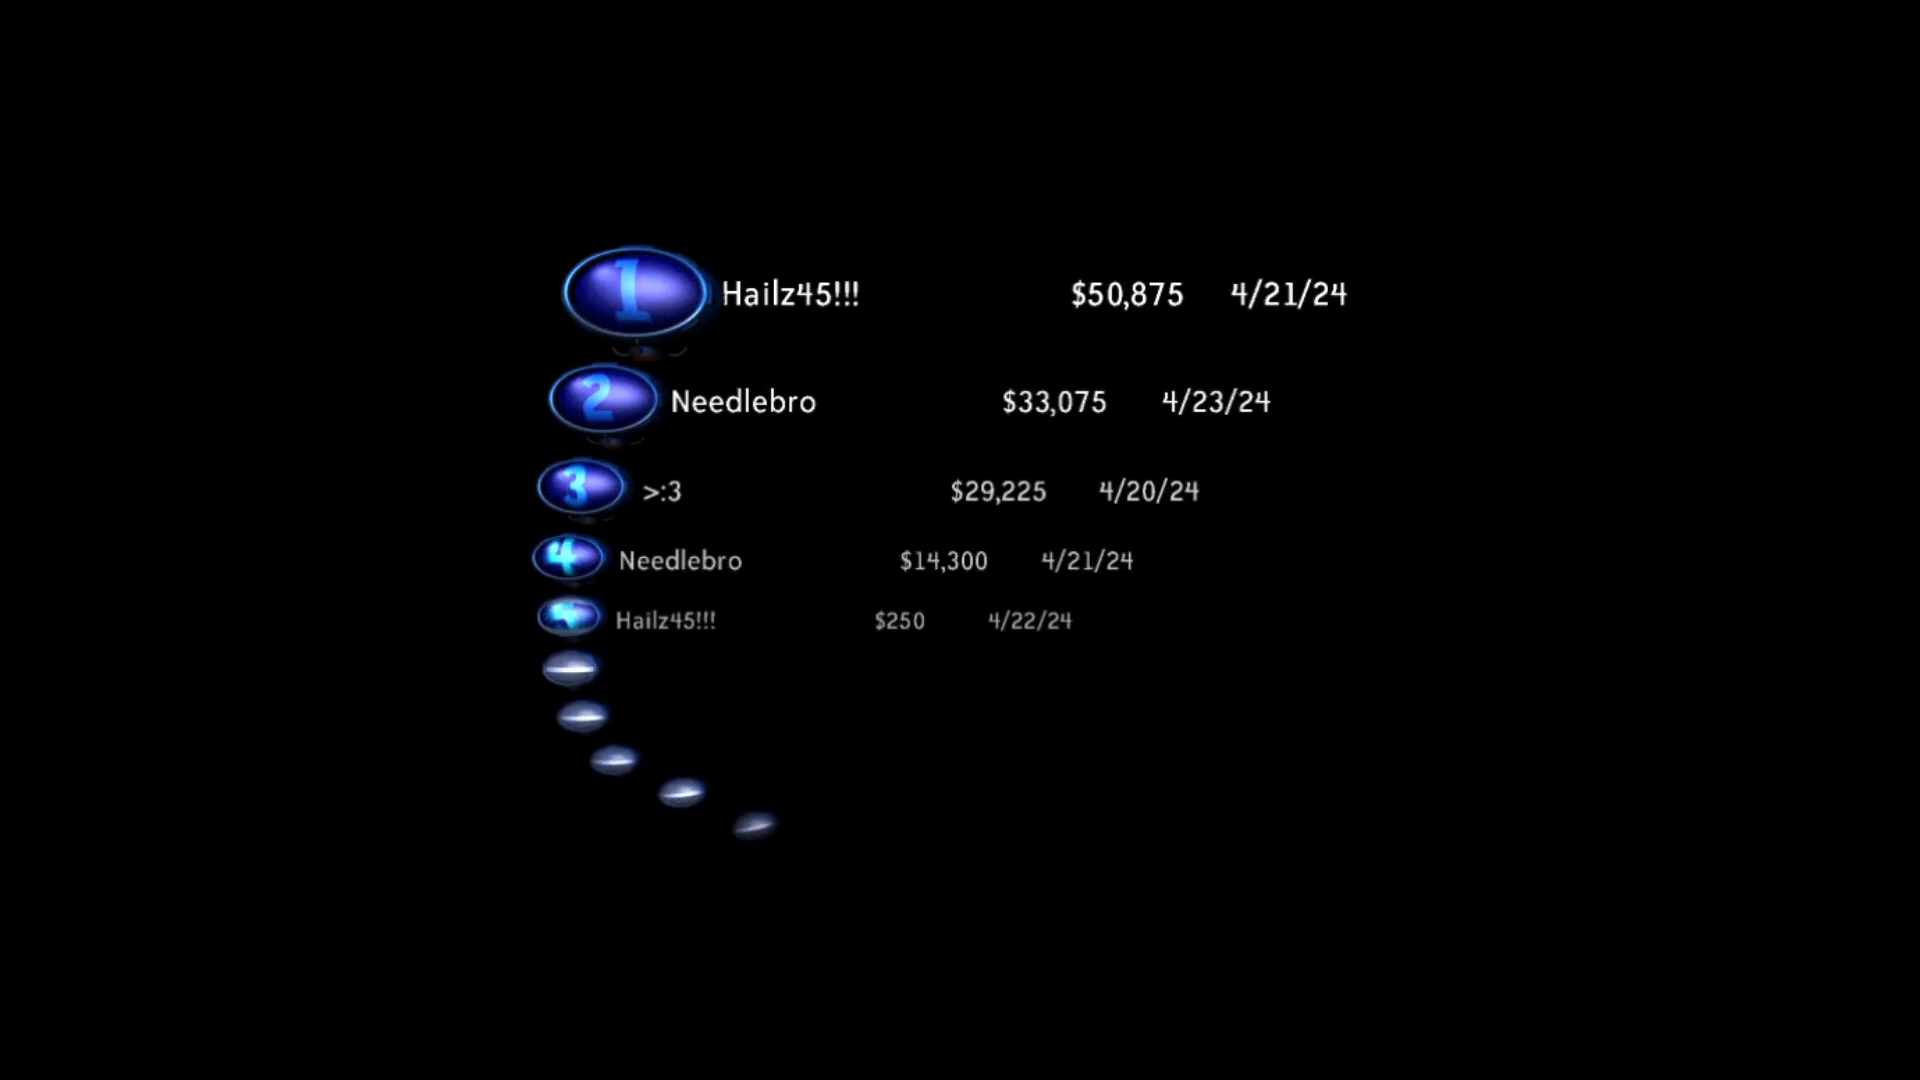 1 Hailz45!!! $50,875 4/21/24
2 Needlebro $33,075 4/23/24
3 >:3 $29,225 4/20/24
4 Needlebro $14,300 4/21/24
Hailz45!!! $250 4/22/24